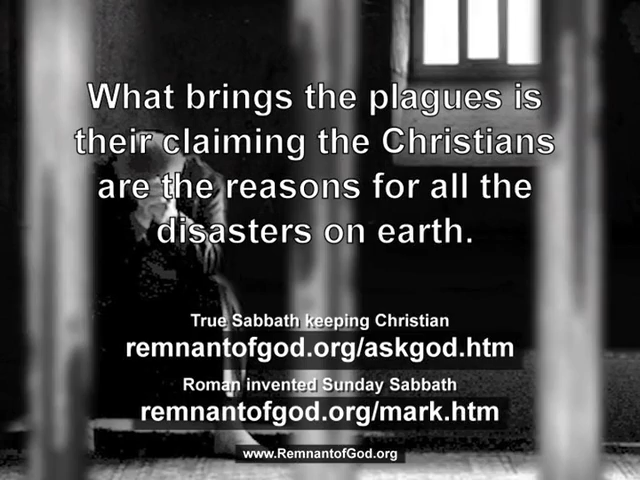 What brings the plagues is
their claiming the Christians
are the reasons for all the
disasters on earth.
True Sabbath keeping Christian
remnantofgod.org/askgod.htm
Roman invented Sunday Sabbath
remnantofgod.org/mark.htm
www.RemnantofGod.org